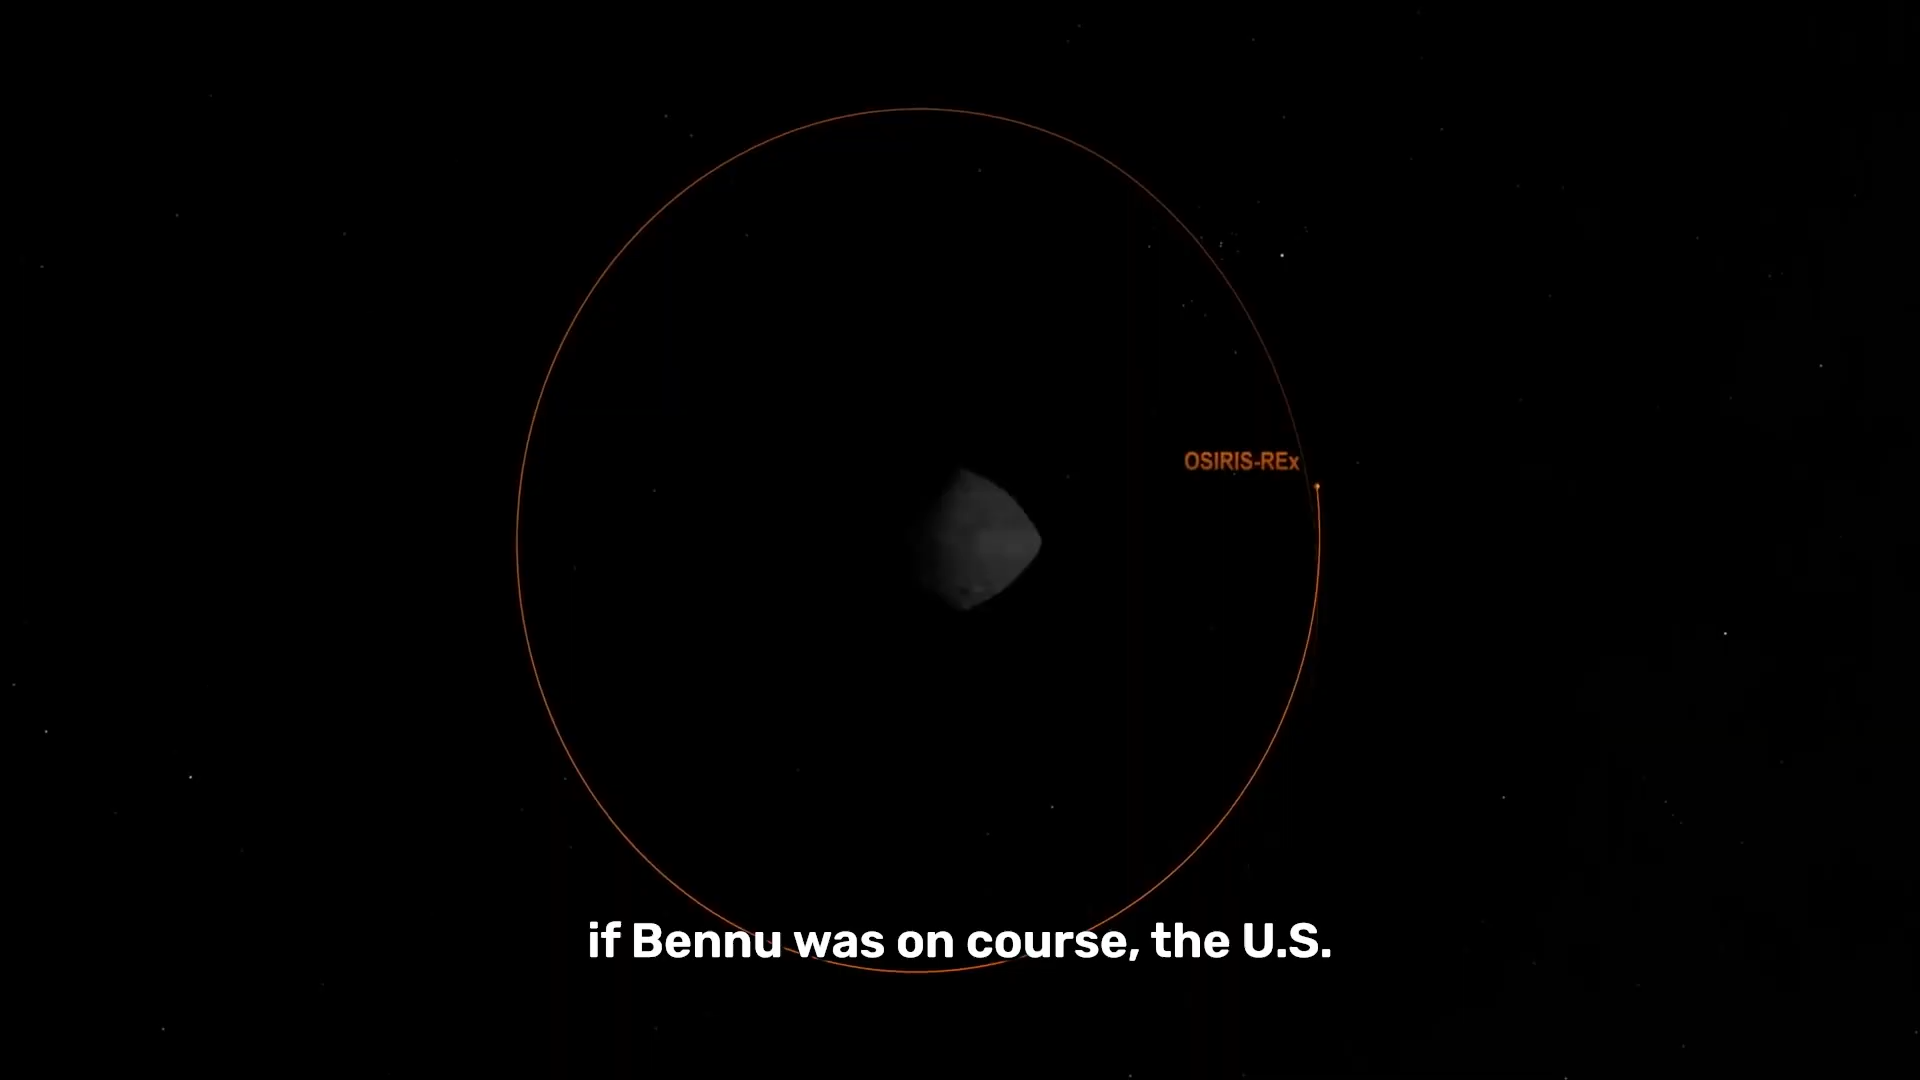 OSIRIS-REx
if Bennu was on course, the U.S.